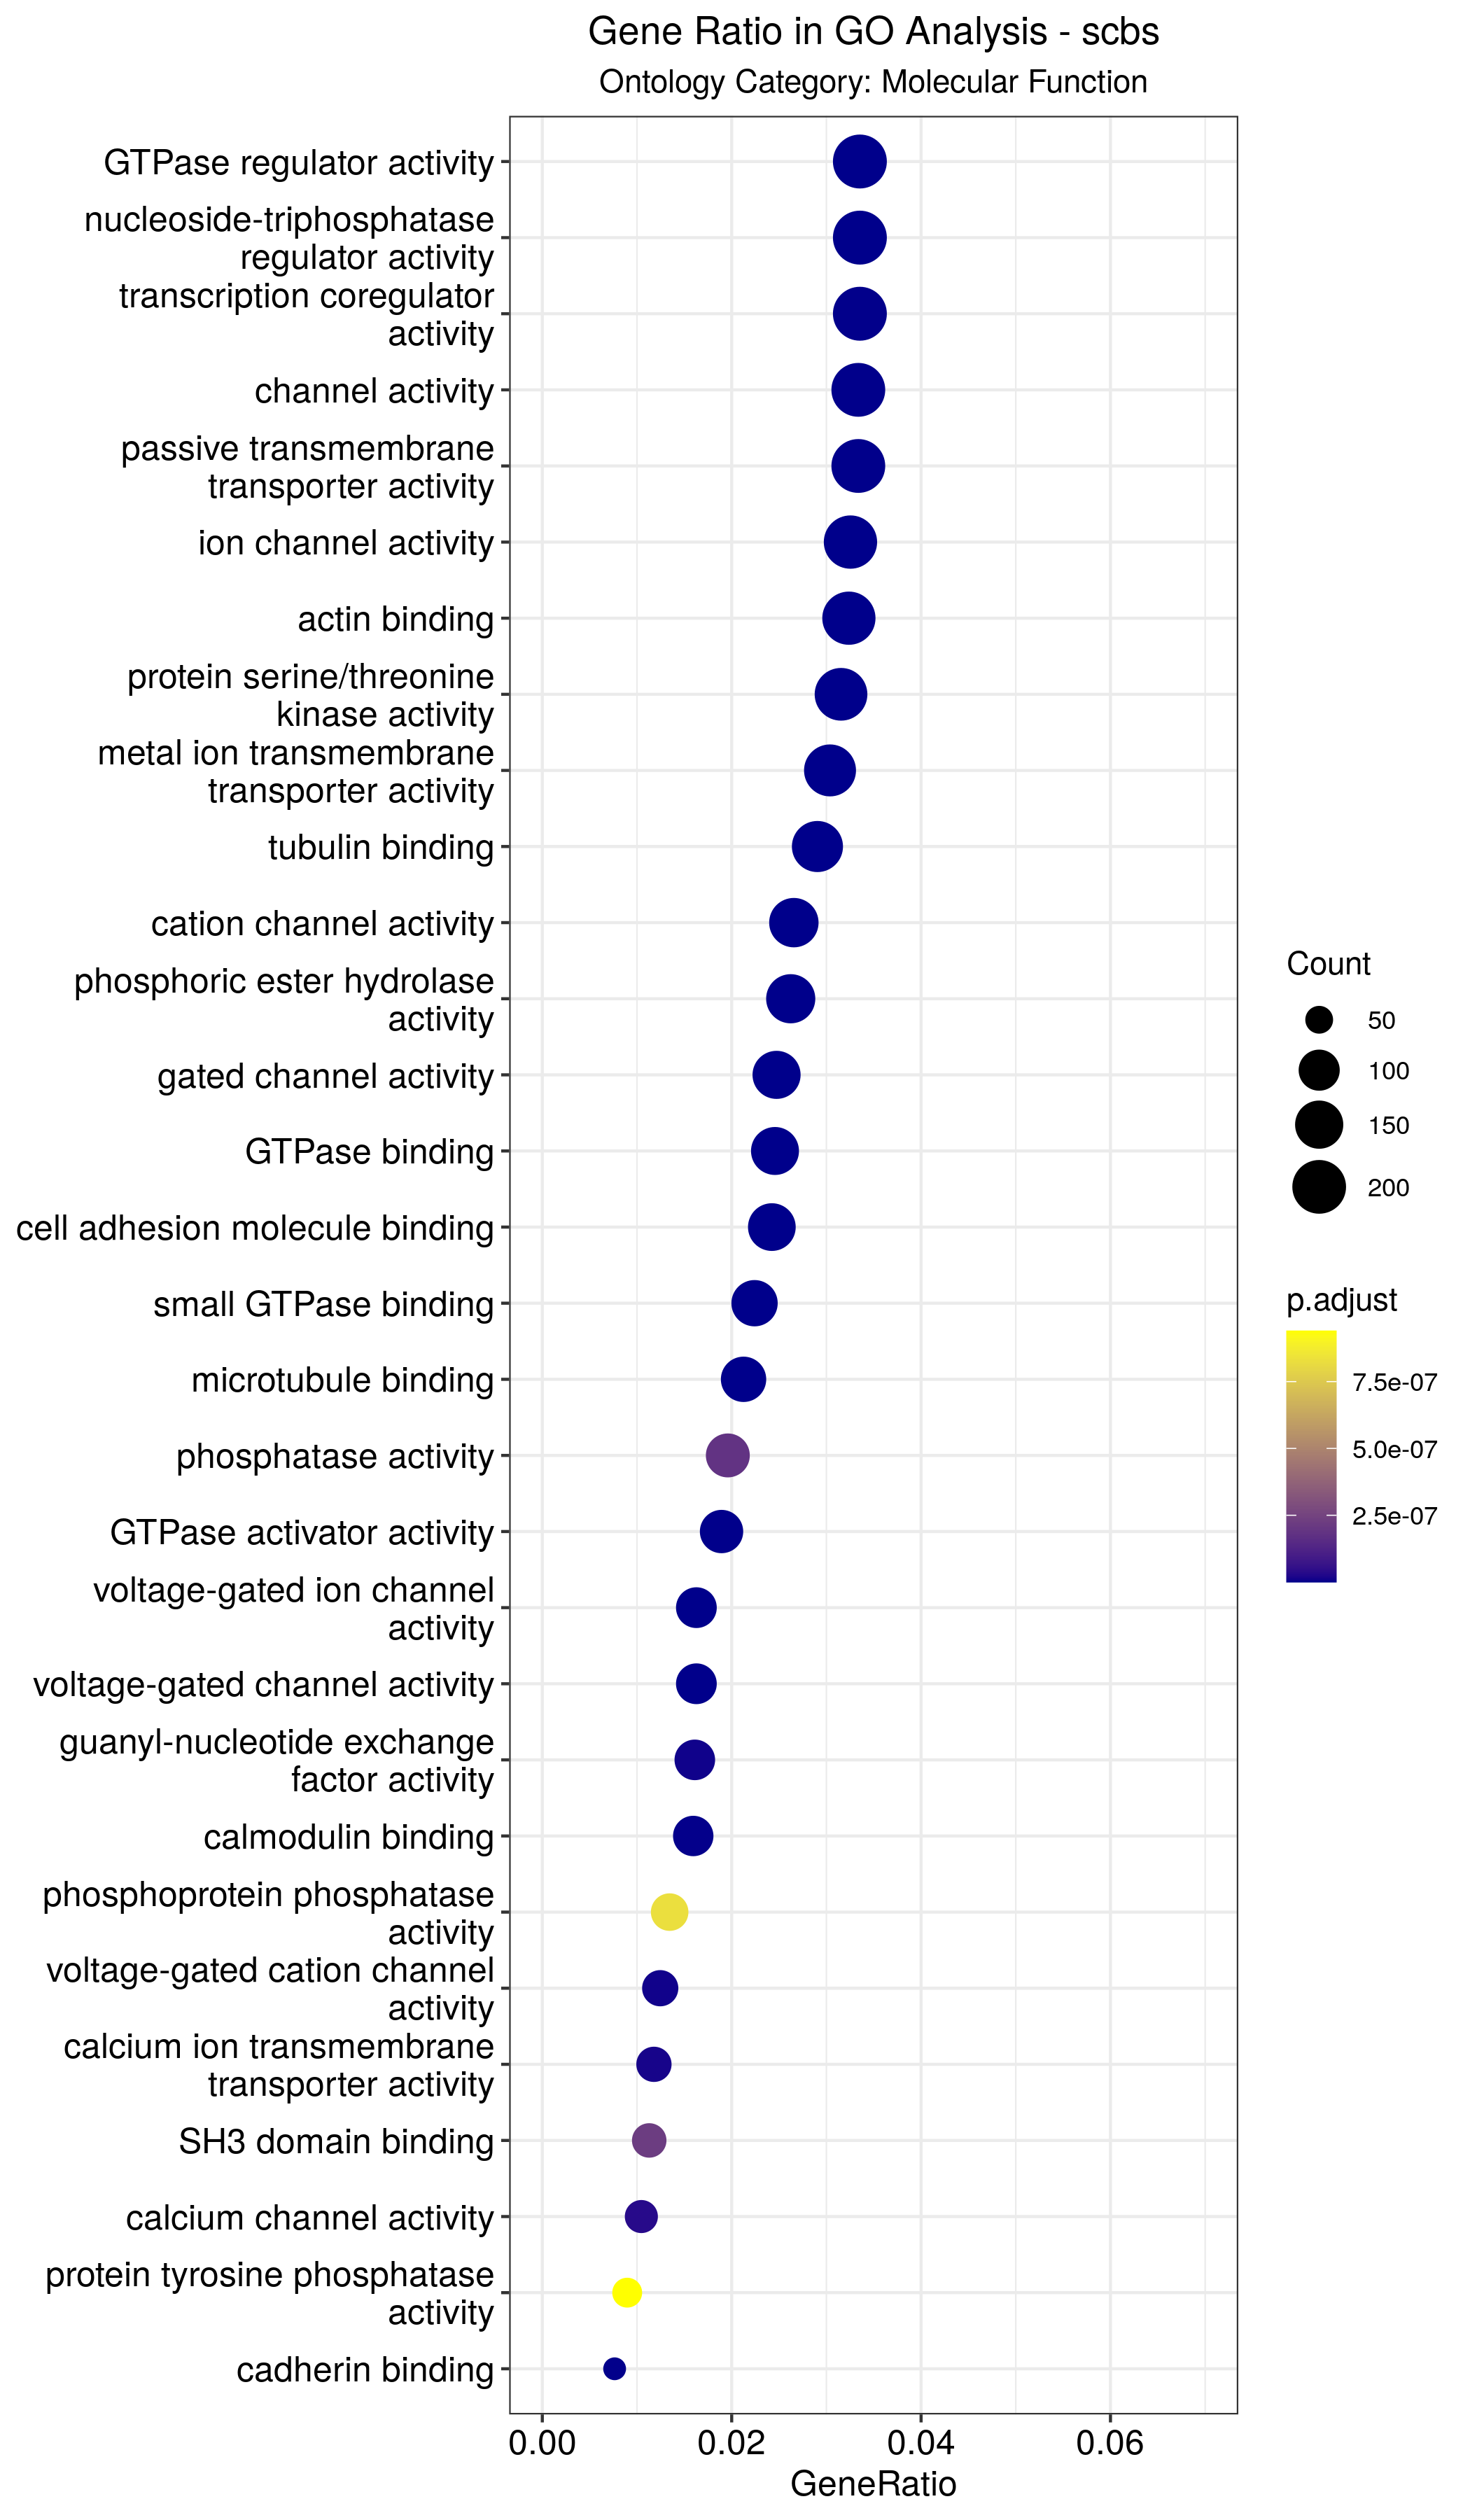 Gene Ratio in GO Analysis - scbs
Ontology Category: Molecular Function
GTPase regulator activity
nucleoside-triphosphatase
regulator activity
transcription coregulator
activity
channel activity
passive transmembrane
transporter activity
ion channel activity
actin binding
protein serine/threonine
kinase activity
metal ion transmembrane
transporter activity
tubulin binding
cation channel activity
phosphoric ester hydrolase
activity
gated channel activity
GTPase binding
cell adhesion molecule binding
small GTPase binding
microtubule binding
phosphatase activity
GTPase activator activity
voltage-gated ion channel
activity
voltage-gated channel activity
guanyl-nucleotide exchange
factor activity
calmodulin binding
phosphoprotein phosphatase
activity
voltage-gated cation channel
activity
calcium ion transmembrane
transporter activity
SH3 domain binding
calcium channel activity
protein tyrosine phosphatase
activity
cadherin binding
0.00 0.02 0.04 0.06
GeneRatio
Count
50
100
150
200
p.adjust
7.5e-07
5.0e-07
2.5e-07